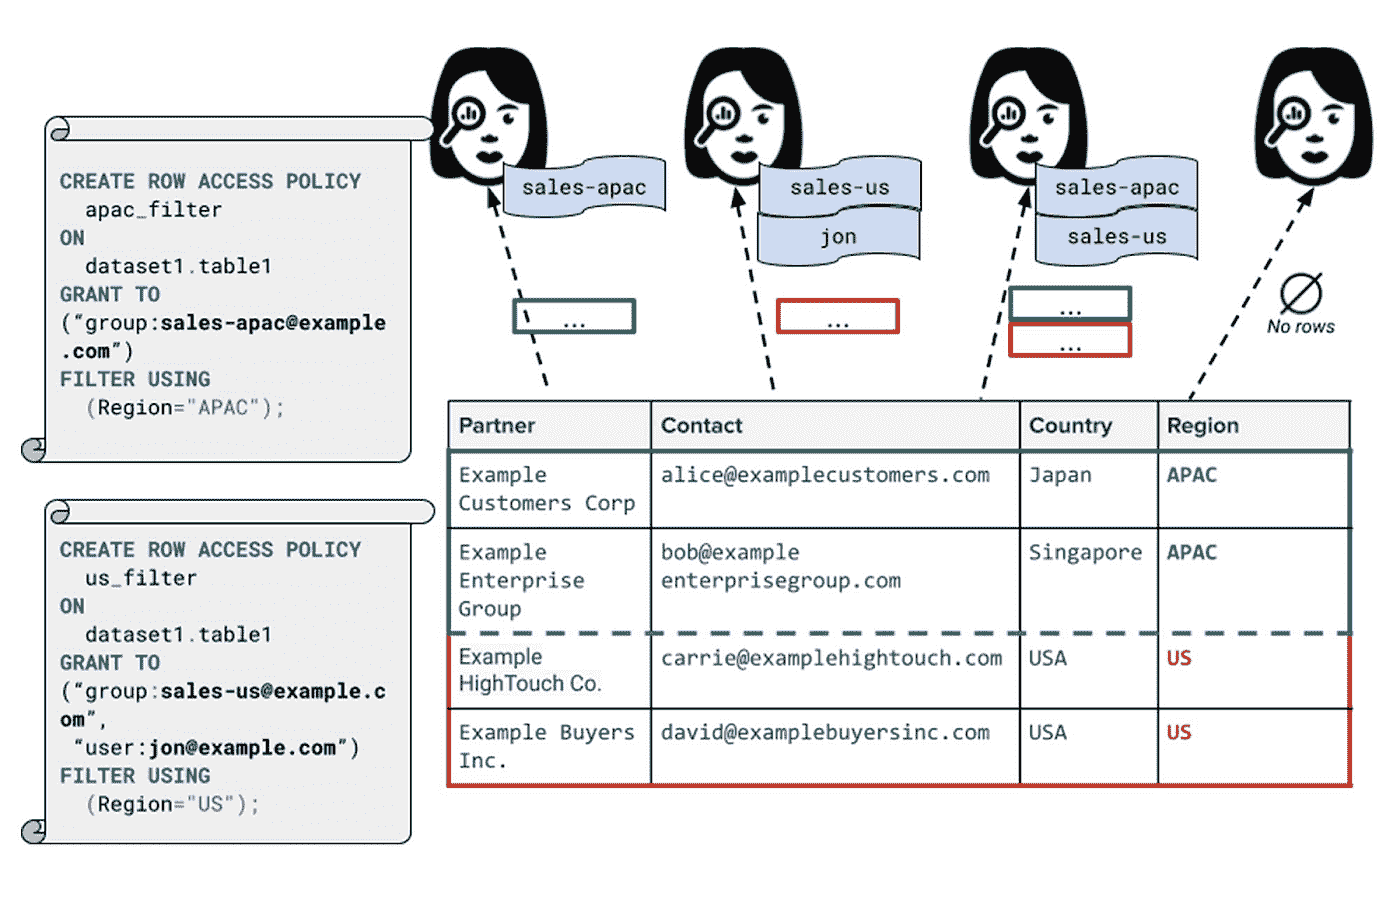 CREATE ROW ACCESS POLICY
apac_filter
ON
dataset1.table1
GRANT TO
(“group:sales-apac@example
.com”)
FILTER USING
(Region="APAC");
CREATE ROW ACCESS POLICY
us_filter
ON
dataset1.table1
GRANT TO
(“group:sales-us@example.c
om”,
“user:jon@example.com”)
FILTER USING
(Region="US");
sales-apac
sales-us
jon
sales-apac
sales-us
...
...
...
...
No rows
Partner Contact Country Region
Example
Customers Corp
alice@examplecustomers.com
Japan
APAC
Example
Enterprise
Group
bob@example
enterprisegroup.com
Singapore
APAC
Example
HighTouch Co.
carrie@examplehightouch.com
USA
US
Example Buyers
Inc.
david@examplebuyersinc.com
USA
US